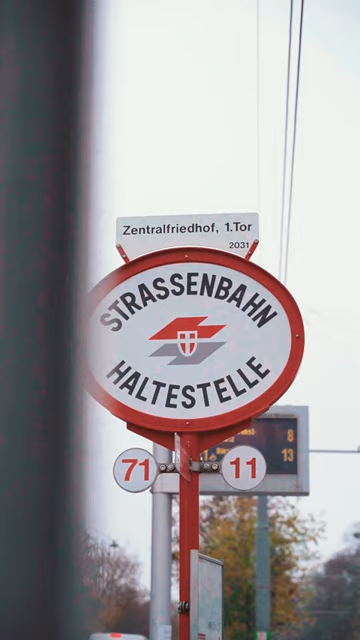 Zentralfriedhof, 1.Tor
2031
STRASSENBAHN
HALTESTELLE
71
11
8
13